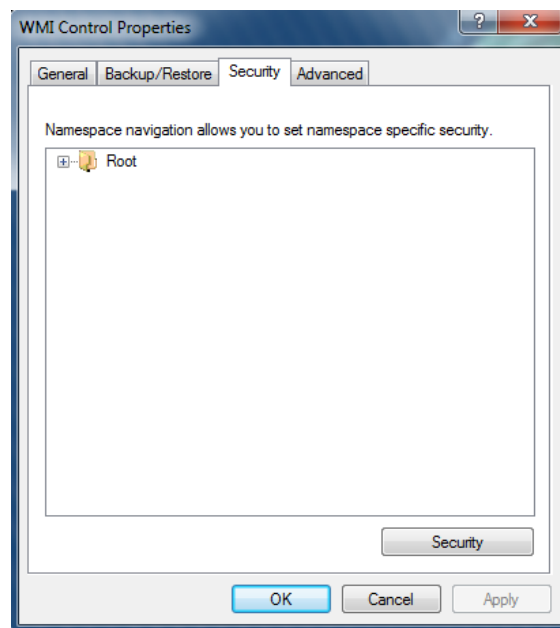 WMI Control Properties
General Backup/Restore Security Advanced
Namespace navigation allows you to set namespace specific security.
Root
Security
OK Cancel Apply